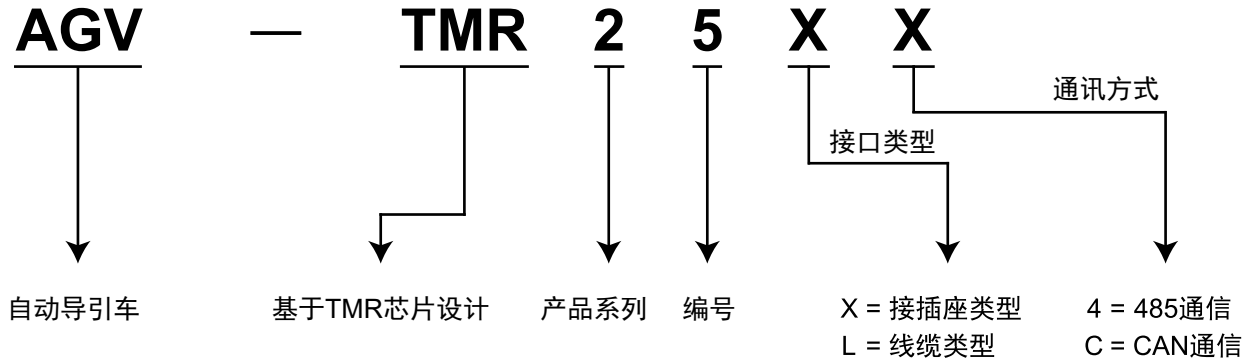 AGV — TMR 2 5 X X
通讯方式
接口类型
自动导引车 基于TMR芯片设计 产品系列 编号 X = 接插座类型 4 = 485通信
L = 线缆类型 C = CAN通信